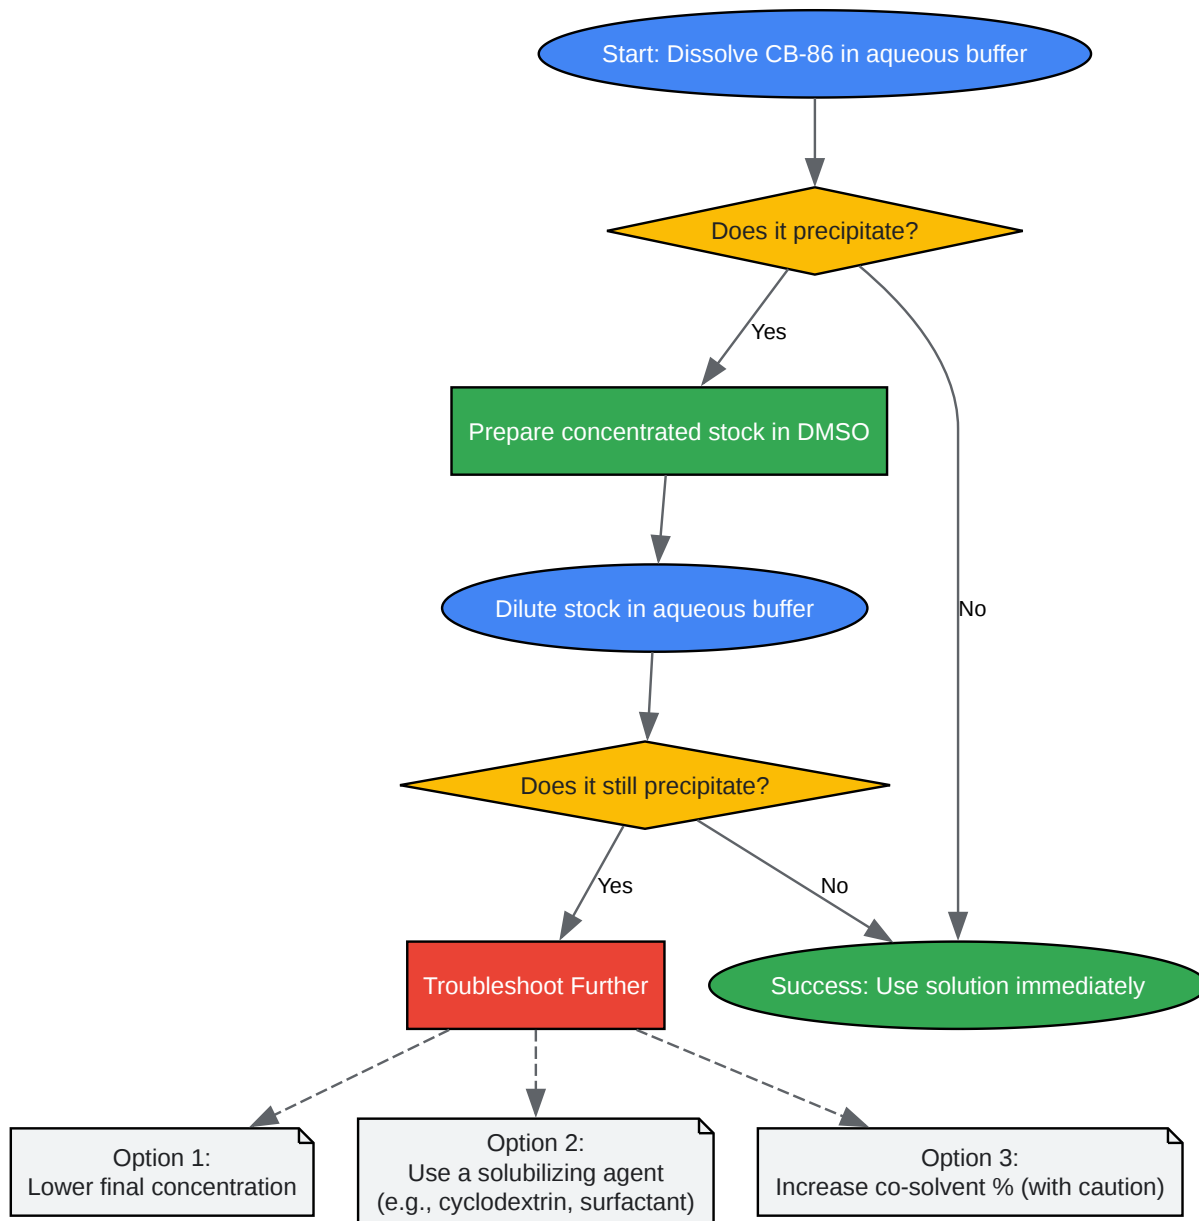 Start: Dissolve CB-86 in aqueous buffer
Does it precipitate?
Yes
Prepare concentrated stock in DMSO
Dilute stock in aqueous buffer
No
Does it still precipitate?
Yes
No
Troubleshoot Further
Success: Use solution immediately
Option 1:
Lower final concentration
Option 2:
Use a solubilizing agent
(e.g., cyclodextrin, surfactant)
Option 3:
Increase co-solvent % (with caution)